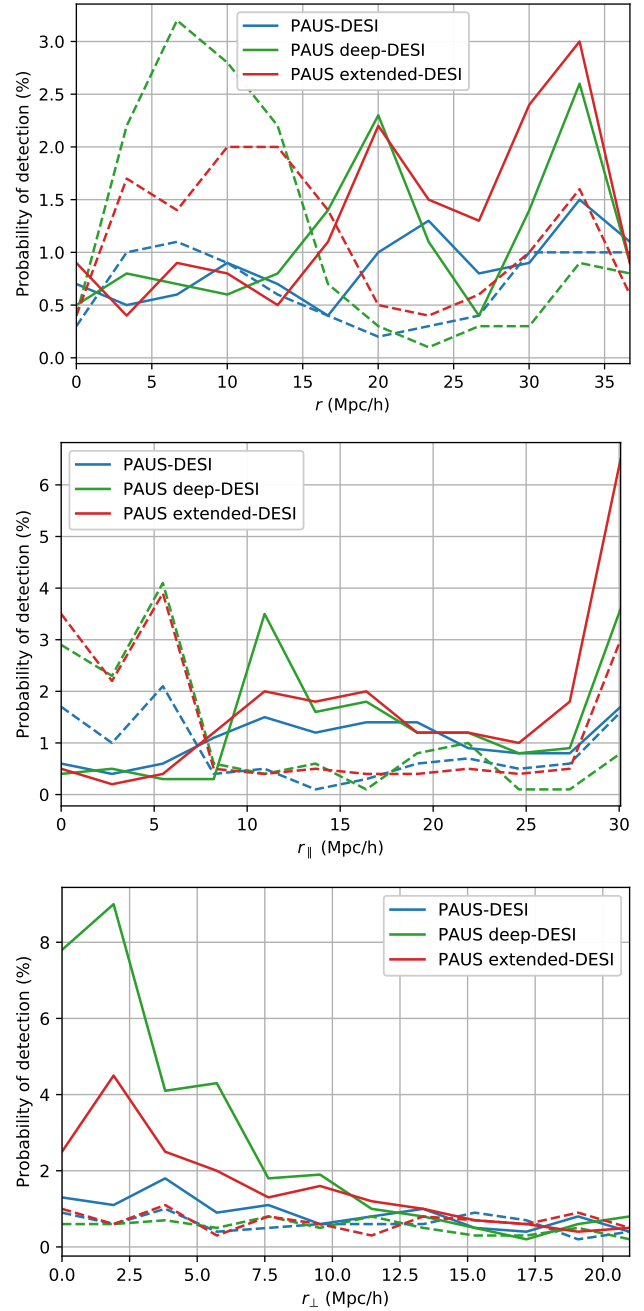 PAUS-DESI
PAUS deep-DESI
PAUS extended-DESI
Probability of detection (%)
3.0
2.5
2.0
1.5
1.0
0.5
0.0
0 5 10 15 20 25 30 35
r (Mpc/h)
PAUS-DESI
PAUS deep-DESI
PAUS extended-DESI
Probability of detection (%)
6
5
4
3
2
1
0
0 5 10 15 20 25 30
r∥ (Mpc/h)
PAUS-DESI
PAUS deep-DESI
PAUS extended-DESI
Probability of detection (%)
8
6
4
2
0
0.0 2.5 5.0 7.5 10.0 12.5 15.0 17.5 20.0
r⊥ (Mpc/h)